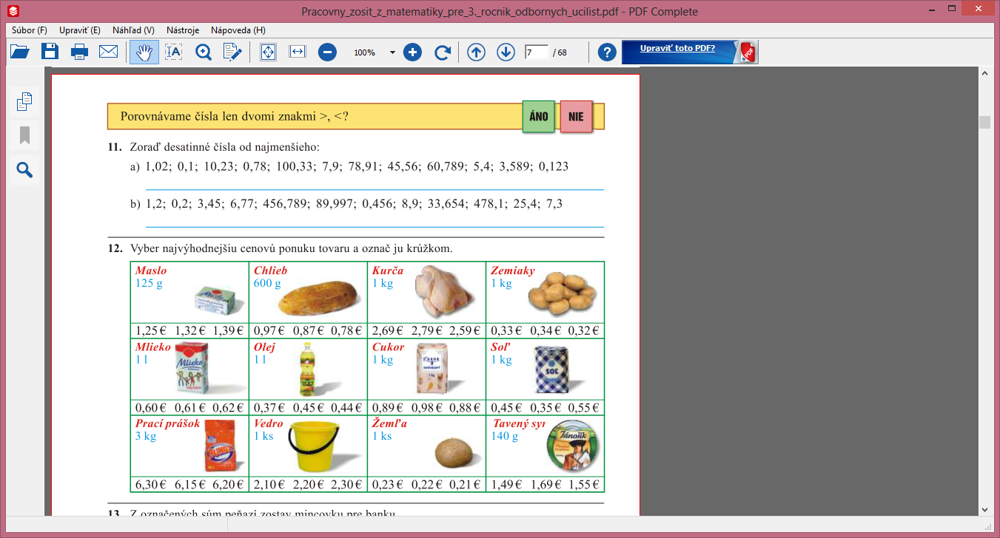 Pracovny_zosit_z_matematiky_pre_3._rocnik_odbornych_ucilist.pdf - PDF Complete
Súbor (F) Upraviť (E) Náhľad (V) Nástroje Nápoveda (H)
100% 7 / 68 Upraviť toto PDF? PDF
Porovnávame čísla len dvomi znakmi >, <? ÁNO NIE
11. Zoraď desatinné čísla od najmenšieho:
a) 1,02; 0,1; 10,23; 0,78; 100,33; 7,9; 78,91; 45,56; 60,789; 5,4; 3,589; 0,123
b) 1,2; 0,2; 3,45; 6,77; 456,789; 89,997; 0,456; 8,9; 33,654; 478,1; 25,4; 7,3
12. Vyber najvýhodnejšiu cenovú ponuku tovaru a označ ju krúžkom.
Maslo Chlieb Kurča Zemiaky
125 g 600 g 1 kg 1 kg
1,25 € 1,32 € 1,39 € 0,97 € 0,87 € 0,78 € 2,69 € 2,79 € 2,59 € 0,33 € 0,34 € 0,32 €
Mlieko Olej Cukor Soľ
1 l 1 l 1 kg 1 kg
Mlieko OLEJ SOĽ
0,60 € 0,61 € 0,62 € 0,37 € 0,45 € 0,44 € 0,89 € 0,98 € 0,88 € 0,45 € 0,35 € 0,55 €
Prací prášok Vedro Žemľa Tavený syr
3 kg 1 ks 1 ks 140 g
Jánošík
6,30 € 6,15 € 6,20 € 2,10 € 2,20 € 2,30 € 0,23 € 0,22 € 0,21 € 1,49 € 1,69 € 1,55 €
13. Z označených súm peňazí zostav mincovku pre banku.